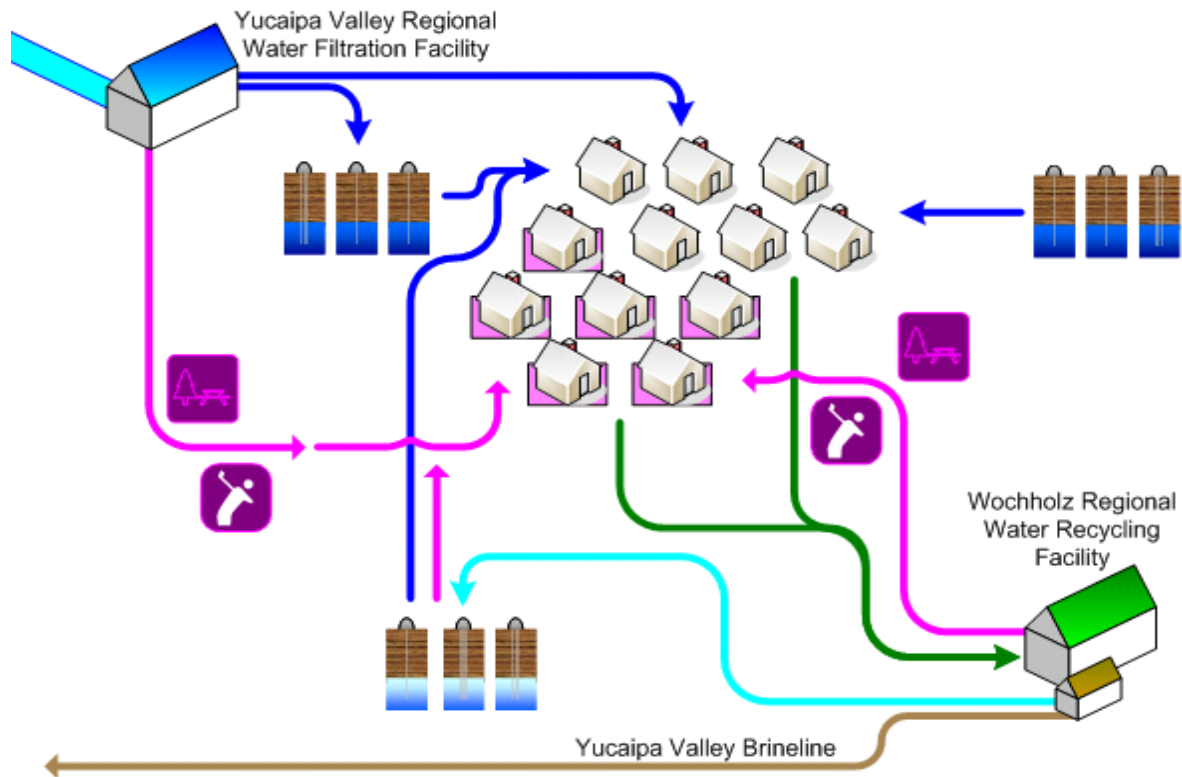 Yucaipa Valley Regional
Water Filtration Facility
Wochholz Regional
Water Recycling
Facility
Yucaipa Valley Brineline